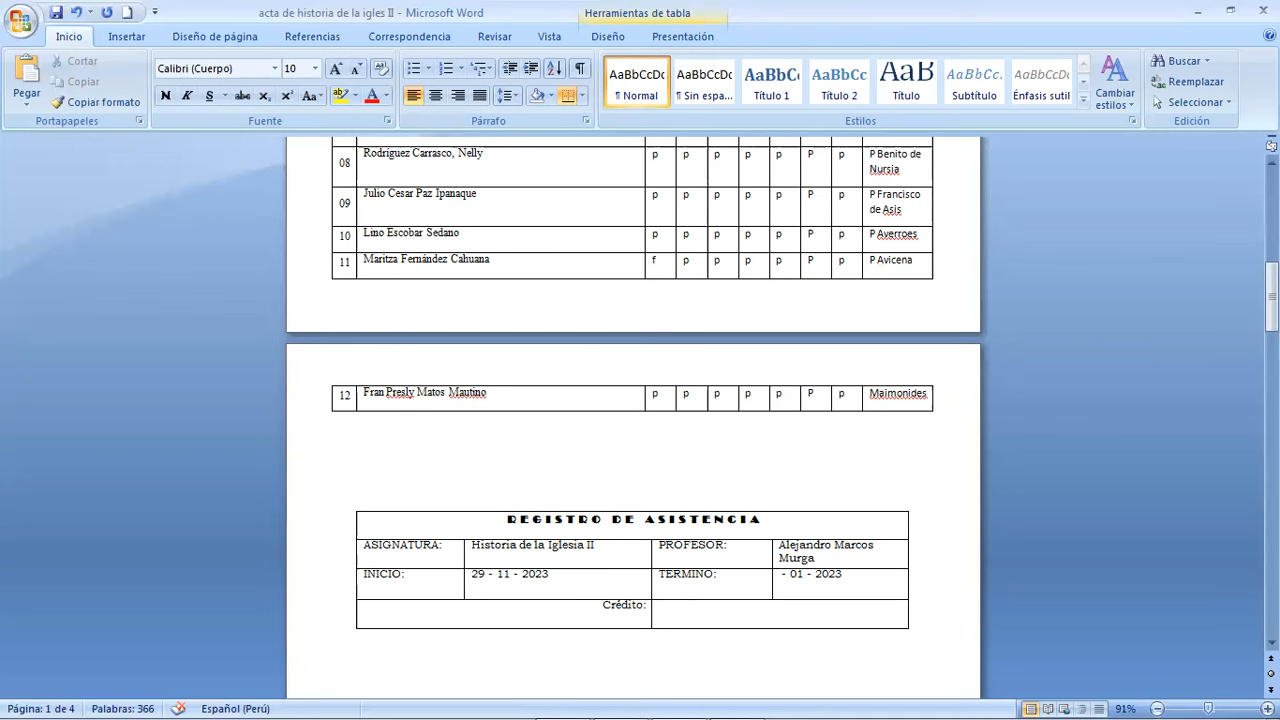 acta de historia de la igles II - Microsoft Word
Herramientas de tabla
Inicio Insertar Diseño de página Referencias Correspondencia Revisar Vista Diseño Presentación
Pegar
Cortar
Copiar
Copiar formato
Portapapeles
Calibri (Cuerpo) 10
N K S abc x₂ x² Aa
Fuente
Párrafo
AaBbCcDc AaBbCcDc AaBbCc AaBbCc AaB AaBbCc. AaBbCcDc
¶ Normal ¶ Sin espa... Título 1 Título 2 Título Subtítulo Énfasis sutil
Cambiar
estilos
Estilos
Buscar
Reemplazar
Seleccionar
Edición
08 Rodríguez Carrasco, Nelly p p p p p P p P Benito de
Nursia
09 Julio Cesar Paz Ipanaque p p p p p P p P Francisco
de Asis
10 Lino Escobar Sedano p p p p p P p P Averroes
11 Maritza Fernández Cahuana f p p p p P p P Avicena
12 Fran Presly Matos Mautino p p p p p P p Maimonides
REGISTRO DE ASISTENCIA
ASIGNATURA: Historia de la Iglesia II PROFESOR: Alejandro Marcos
Murga
INICIO: 29 - 11 - 2023 TERMINO: - 01 - 2023
Crédito:
Página: 1 de 4 Palabras: 366 Español (Perú) 91%